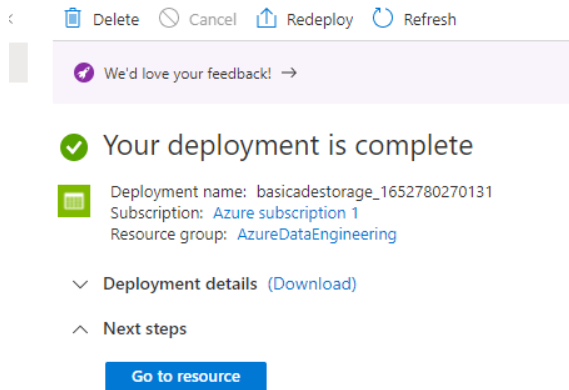 Delete Cancel Redeploy Refresh
We'd love your feedback! →
Your deployment is complete
Deployment name: basicadestorage_1652780270131
Subscription: Azure subscription 1
Resource group: AzureDataEngineering
Deployment details (Download)
Next steps
Go to resource